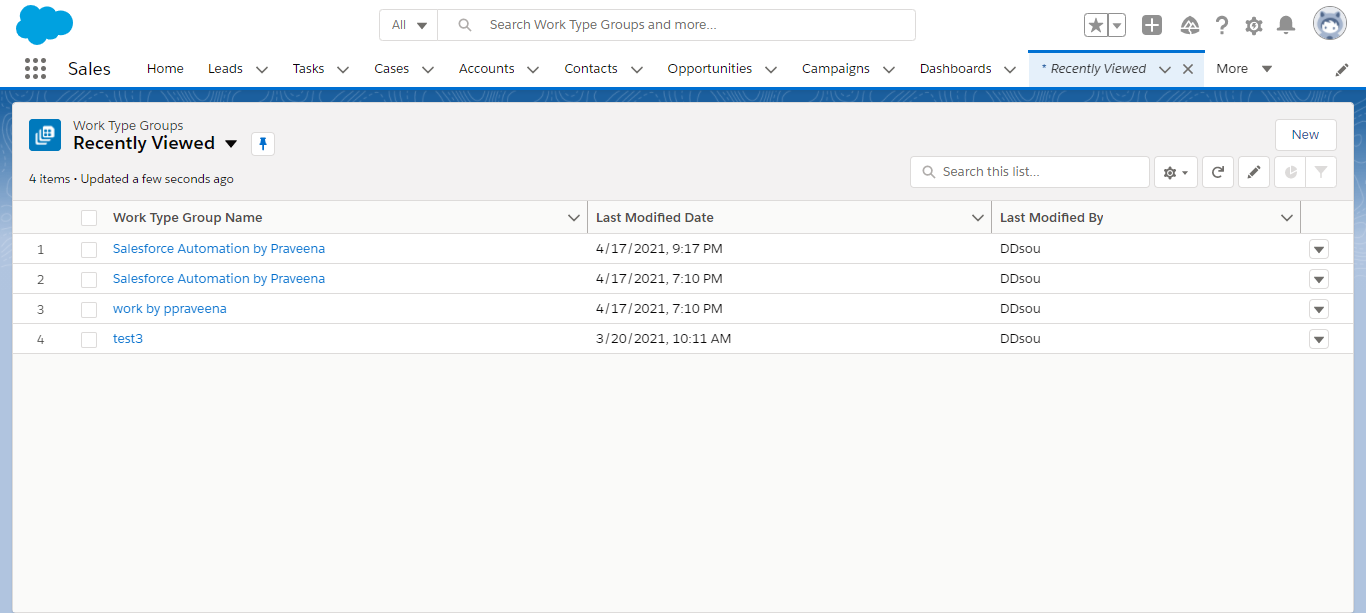 All Search Work Type Groups and more...
Sales Home Leads Tasks Cases Accounts Contacts Opportunities Campaigns Dashboards * Recently Viewed More
Work Type Groups
Recently Viewed
New
4 items • Updated a few seconds ago
Search this list...
Work Type Group Name Last Modified Date Last Modified By
1 Salesforce Automation by Praveena 4/17/2021, 9:17 PM DDsou
2 Salesforce Automation by Praveena 4/17/2021, 7:10 PM DDsou
3 work by ppraveena 4/17/2021, 7:10 PM DDsou
4 test3 3/20/2021, 10:11 AM DDsou